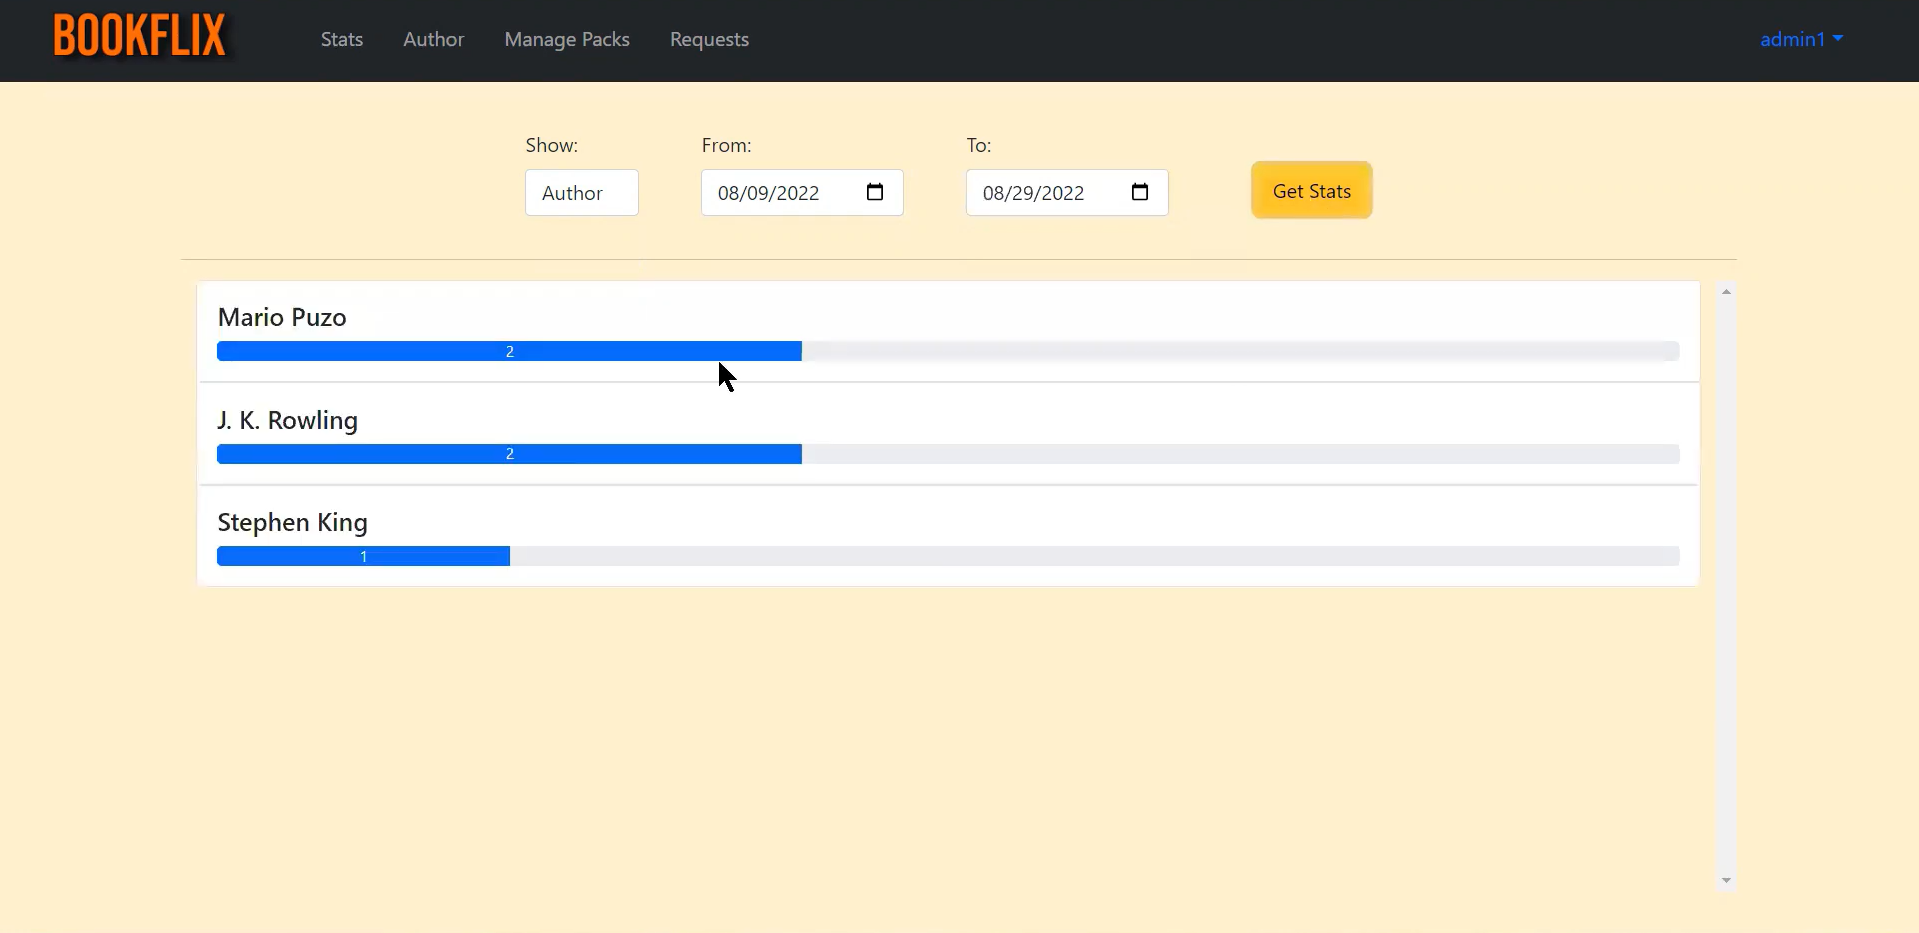 BOOKFLIX Stats Author Manage Packs Requests admin1
Show: From: To:
Author 08/09/2022 08/29/2022 Get Stats
Mario Puzo
2
J. K. Rowling
2
Stephen King
1